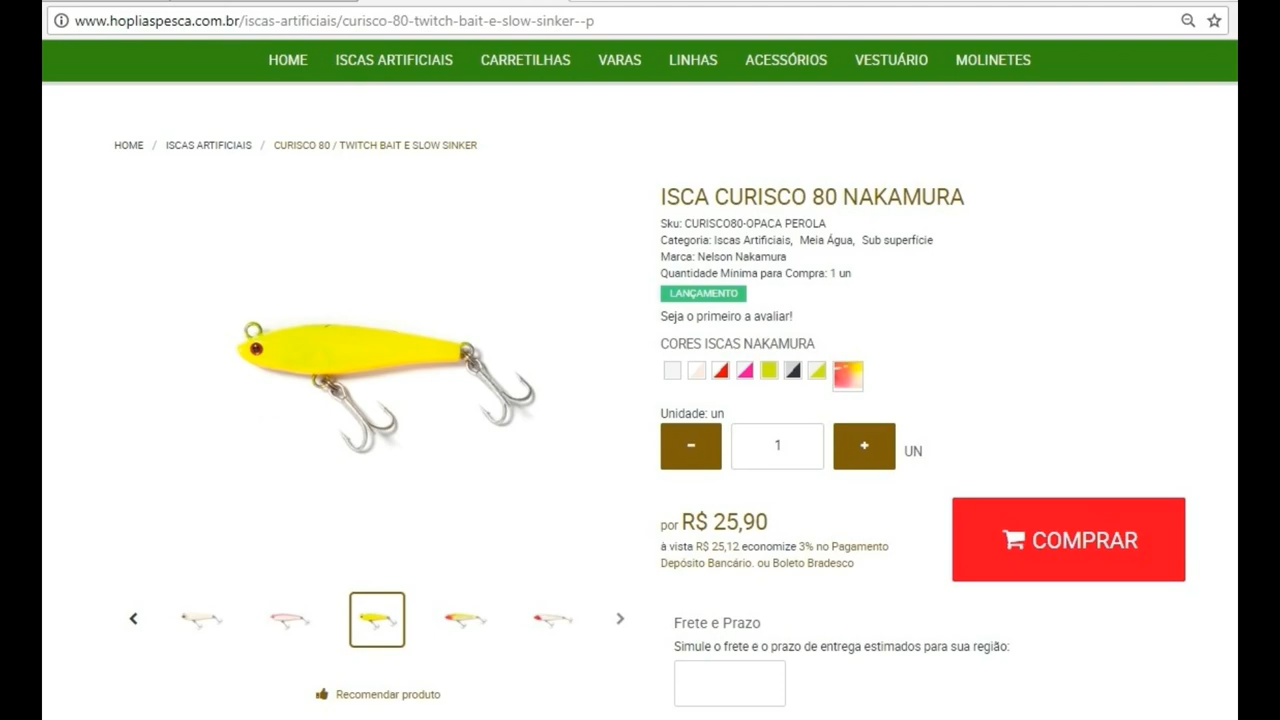 www.hopliaspesca.com.br/iscas-artificiais/curisco-80-twitch-bait-e-slow-sinker--p
HOME ISCAS ARTIFICIAIS CARRETILHAS VARAS LINHAS ACESSÓRIOS VESTUÁRIO MOLINETES
HOME / ISCAS ARTIFICIAIS / CURISCO 80 / TWITCH BAIT E SLOW SINKER
ISCA CURISCO 80 NAKAMURA
Sku: CURISCO80-OPACA PEROLA
Categoria: Iscas Artificiais, Meia Água, Sub superfície
Marca: Nelson Nakamura
Quantidade Minima para Compra: 1 un
LANÇAMENTO
Seja o primeiro a avaliar!
CORES ISCAS NAKAMURA
Unidade: un
- 1 + UN
por R$ 25,90
à vista R$ 25,12 economize 3% no Pagamento
Depósito Bancário. ou Boleto Bradesco
COMPRAR
Frete e Prazo
Simule o frete e o prazo de entrega estimados para sua região:
Recomendar produto